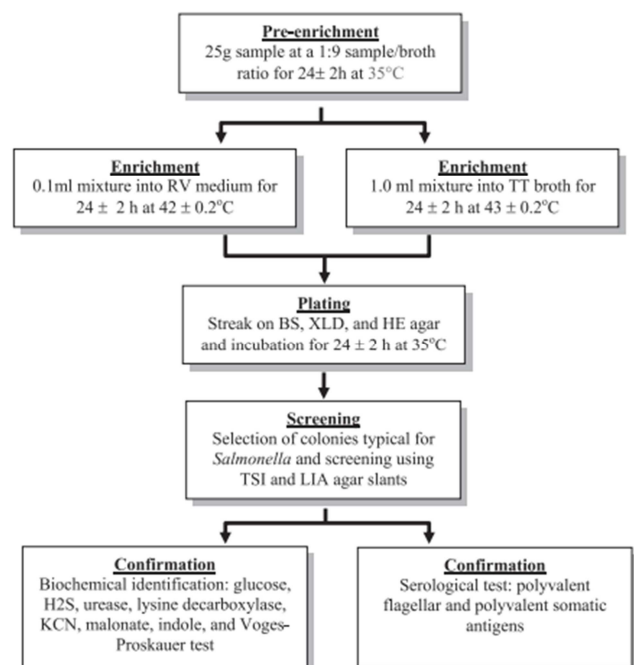 Pre-enrichment
25g sample at a 1:9 sample/broth
ratio for 24± 2h at 35°C
Enrichment
0.1ml mixture into RV medium for
24 ± 2 h at 42 ± 0.2°C
Enrichment
1.0 ml mixture into TT broth for
24 ± 2 h at 43 ± 0.2°C
Plating
Streak on BS, XLD, and HE agar
and incubation for 24 ± 2 h at 35°C
Screening
Selection of colonies typical for
Salmonella and screening using
TSI and LIA agar slants
Confirmation
Biochemical identification: glucose,
H2S, urease, lysine decarboxylase,
KCN, malonate, indole, and Voges-
Proskauer test
Confirmation
Serological test: polyvalent
flagellar and polyvalent somatic
antigens